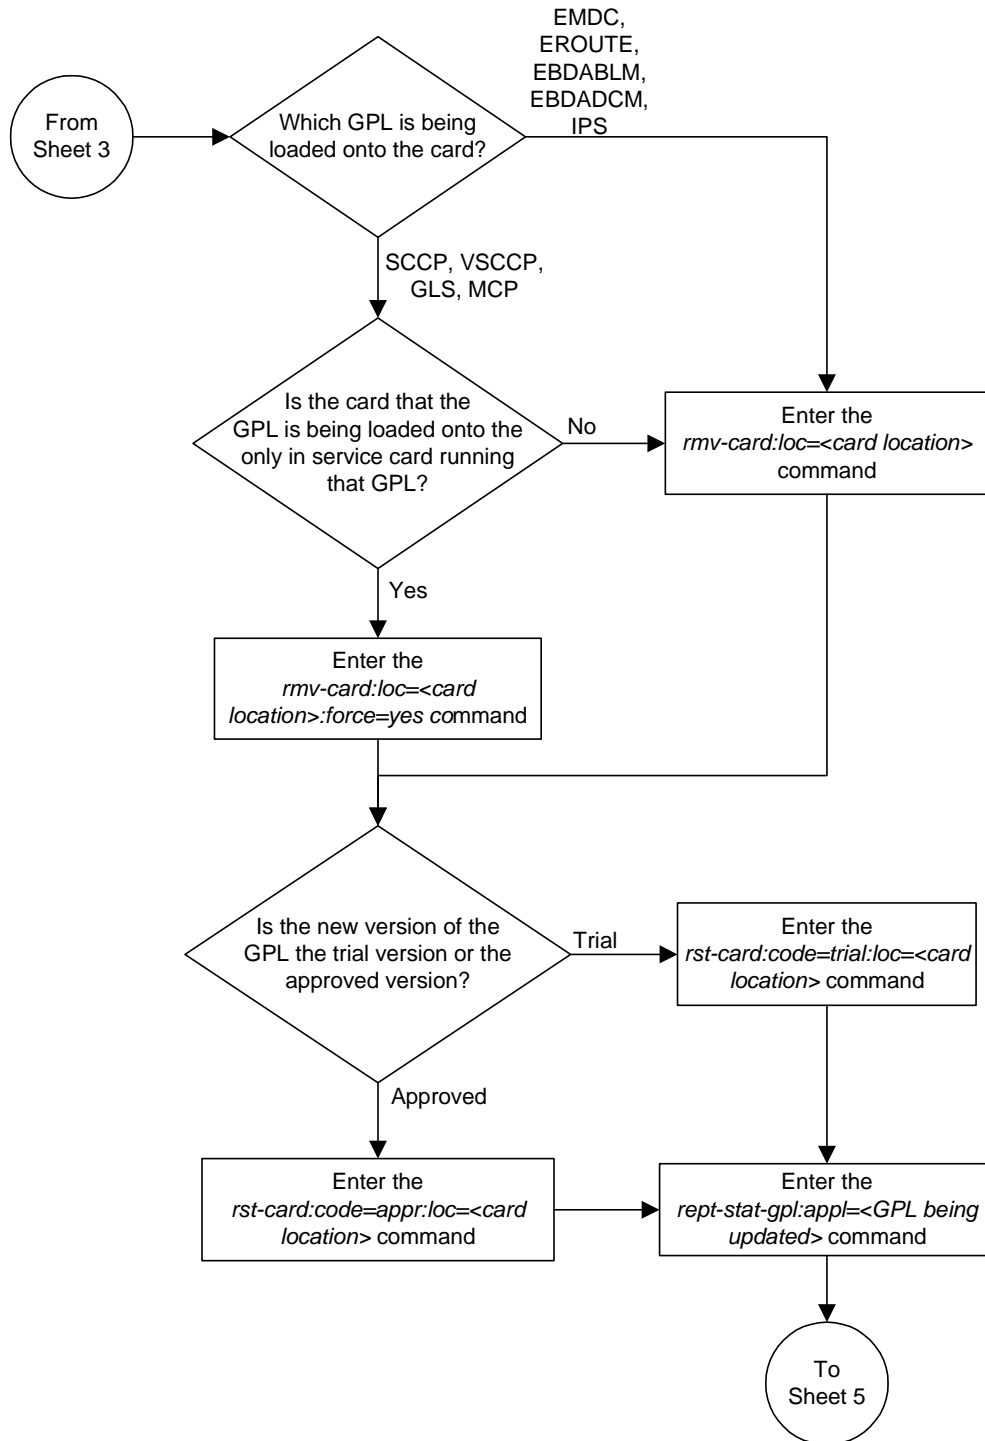 EMDC,
EROUTE,
EBDABLM,
EBDADCM,
IPS
From
Sheet 3
Which GPL is being
loaded onto the card?
SCCP, VSCCP,
GLS, MCP
Is the card that the
GPL is being loaded onto the
only in service card running
that GPL?
No
Enter the
rmv-card:loc=<card location>
command
Yes
Enter the
rmv-card:loc=<card
location>:force=yes command
Is the new version of the
GPL the trial version or the
approved version?
Trial
Enter the
rst-card:code=trial:loc=<card
location> command
Approved
Enter the
rst-card:code=appr:loc=<card
location> command
Enter the
rept-stat-gpl:appl=<GPL being
updated> command
To
Sheet 5